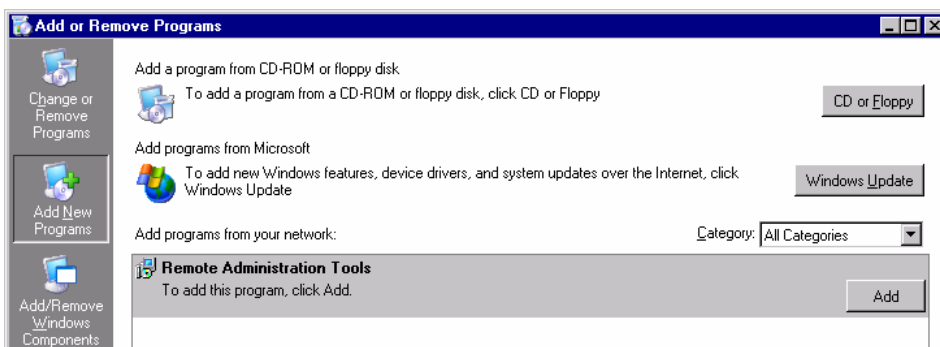 Add or Remove Programs
Change or
Remove
Programs
Add New
Programs
Add/Remove
Windows
Components
Add a program from CD-ROM or floppy disk
To add a program from a CD-ROM or floppy disk, click CD or Floppy
CD or Floppy
Add programs from Microsoft
To add new Windows features, device drivers, and system updates over the Internet, click
Windows Update
Windows Update
Add programs from your network:
Category:
All Categories
Remote Administration Tools
To add this program, click Add.
Add